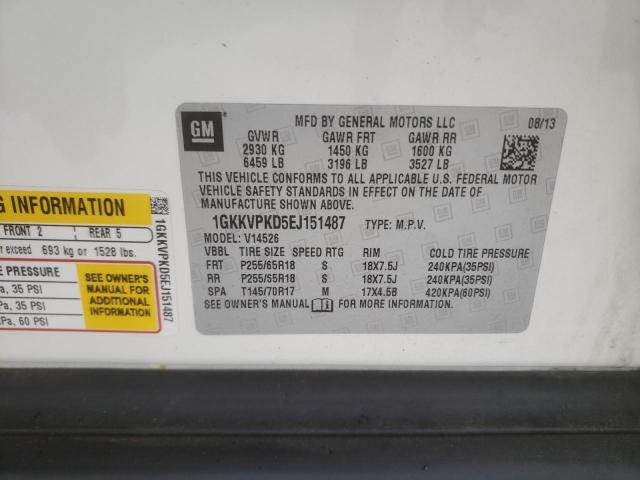 GM
MFD BY GENERAL MOTORS LLC 08/13
GVWR GAWR FRT GAWR RR
2930 KG 1450 KG 1600 KG
6459 LB 3196 LB 3527 LB
THIS VEHICLE CONFORMS TO ALL APPLICABLE U.S. FEDERAL MOTOR
VEHICLE SAFETY STANDARDS IN EFFECT ON THE DATE OF
MANUFACTURE SHOWN ABOVE.
1GKKVPKD5EJ151487 TYPE: M.P.V.
MODEL: V14526
VBBL TIRE SIZE SPEED RTG RIM COLD TIRE PRESSURE
FRT P255/65R18 S 18X7.5J 240KPA(35PSI)
RR P255/65R18 S 18X7.5J 240KPA(35PSI)
SPA T145/70R17 M 17X4.5B 420KPA(60PSI)
SEE OWNER'S MANUAL FOR MORE INFORMATION.
G INFORMATION
FRONT 2 REAR 5
exceed 693 kg or 1528 lbs.
E PRESSURE
Pa, 35 PSI
Pa, 35 PSI
Pa, 60 PSI
SEE OWNER'S
MANUAL FOR
ADDITIONAL
INFORMATION
1GKKVPKD5EJ151487